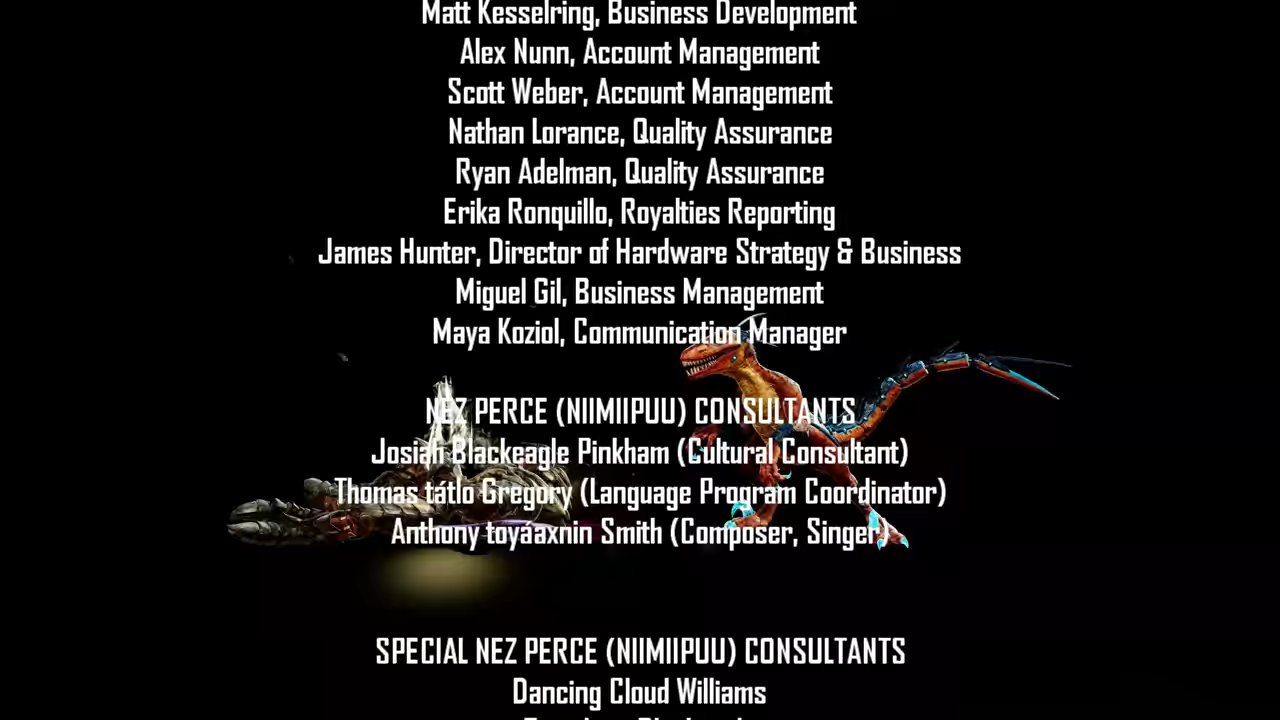 Matt Kesselring, Business Development
Alex Nunn, Account Management
Scott Weber, Account Management
Nathan Lorance, Quality Assurance
Ryan Adelman, Quality Assurance
Erika Ronquillo, Royalties Reporting
James Hunter, Director of Hardware Strategy & Business
Miguel Gil, Business Management
Maya Koziol, Communication Manager
NEZ PERCE (NIIMIIPUU) CONSULTANTS
Josiah Blackeagle Pinkham (Cultural Consultant)
Thomas tátlo Gregory (Language Program Coordinator)
Anthony toyáaxnin Smith (Composer, Singer)
SPECIAL NEZ PERCE (NIIMIIPUU) CONSULTANTS
Dancing Cloud Williams